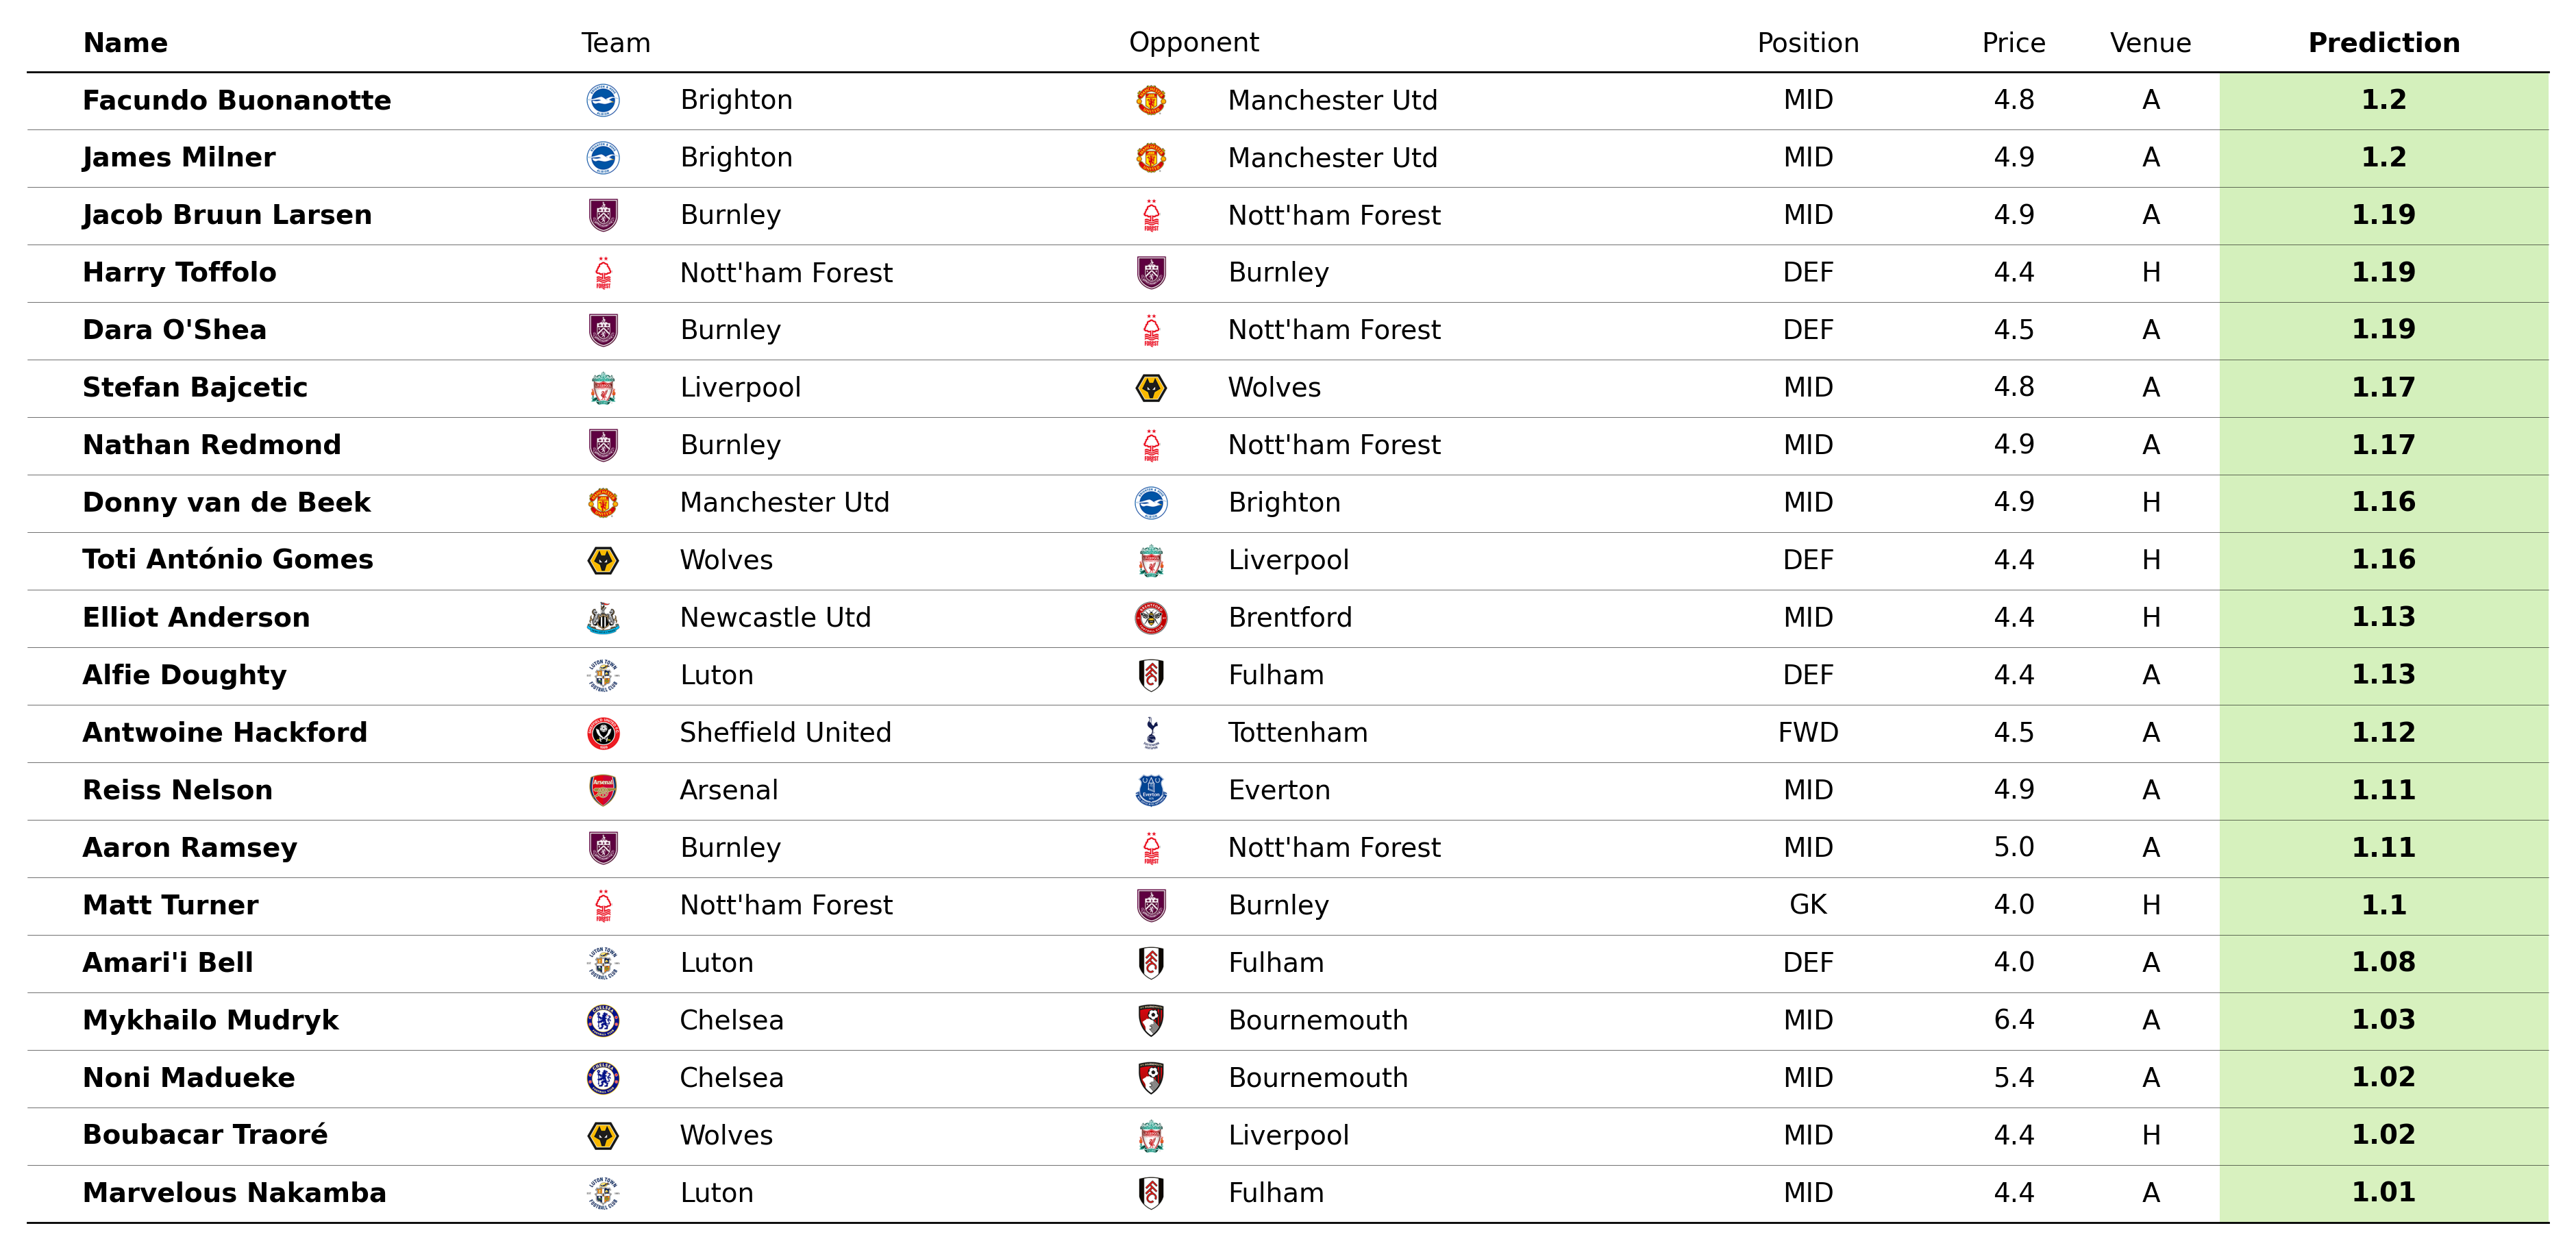 Name Team Opponent Position Price Venue Prediction
Facundo Buonanotte Brighton Manchester Utd MID 4.8 A 1.2
James Milner Brighton Manchester Utd MID 4.9 A 1.2
Jacob Bruun Larsen Burnley Nott'ham Forest MID 4.9 A 1.19
Harry Toffolo Nott'ham Forest Burnley DEF 4.4 H 1.19
Dara O'Shea Burnley Nott'ham Forest DEF 4.5 A 1.19
Stefan Bajcetic Liverpool Wolves MID 4.8 A 1.17
Nathan Redmond Burnley Nott'ham Forest MID 4.9 A 1.17
Donny van de Beek Manchester Utd Brighton MID 4.9 H 1.16
Toti António Gomes Wolves Liverpool DEF 4.4 H 1.16
Elliot Anderson Newcastle Utd Brentford MID 4.4 H 1.13
Alfie Doughty Luton Fulham DEF 4.4 A 1.13
Antwoine Hackford Sheffield United Tottenham FWD 4.5 A 1.12
Reiss Nelson Arsenal Everton MID 4.9 A 1.11
Aaron Ramsey Burnley Nott'ham Forest MID 5.0 A 1.11
Matt Turner Nott'ham Forest Burnley GK 4.0 H 1.1
Amari'i Bell Luton Fulham DEF 4.0 A 1.08
Mykhailo Mudryk Chelsea Bournemouth MID 6.4 A 1.03
Noni Madueke Chelsea Bournemouth MID 5.4 A 1.02
Boubacar Traoré Wolves Liverpool MID 4.4 H 1.02
Marvelous Nakamba Luton Fulham MID 4.4 A 1.01